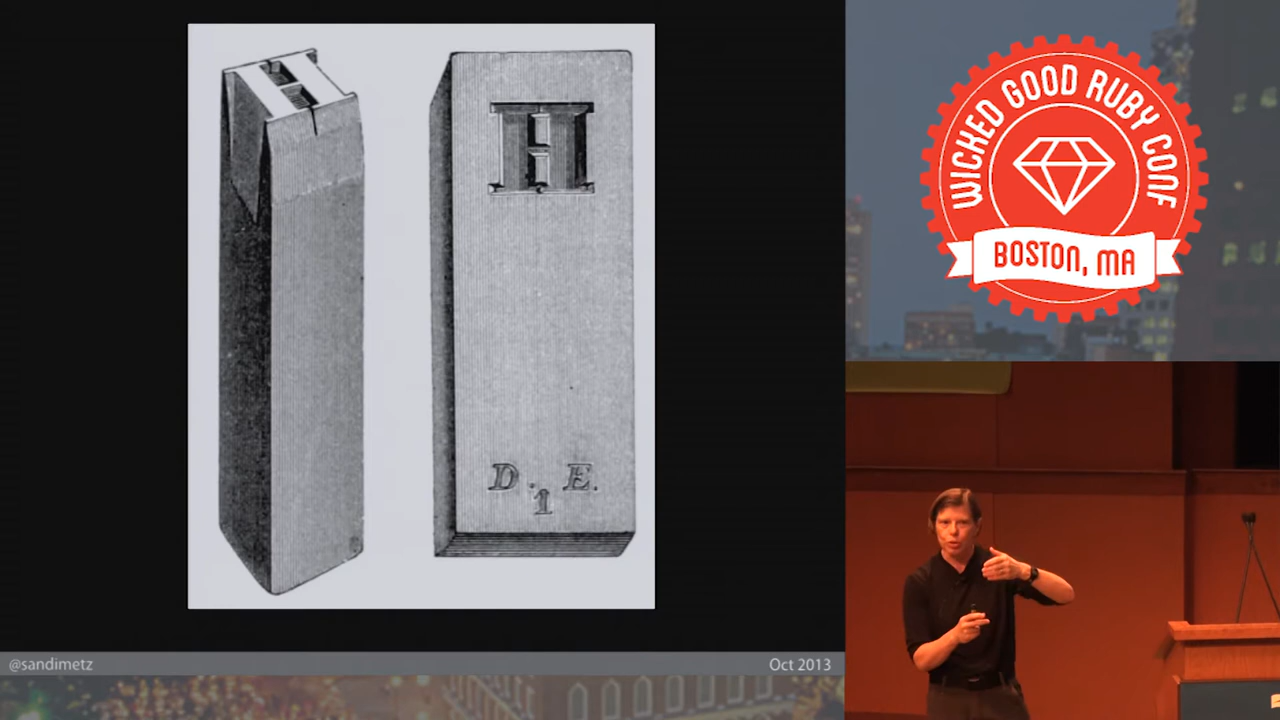 H
H
D. E.
1
@sandimetz
Oct 2013
WICKED GOOD RUBY CONF
BOSTON, MA